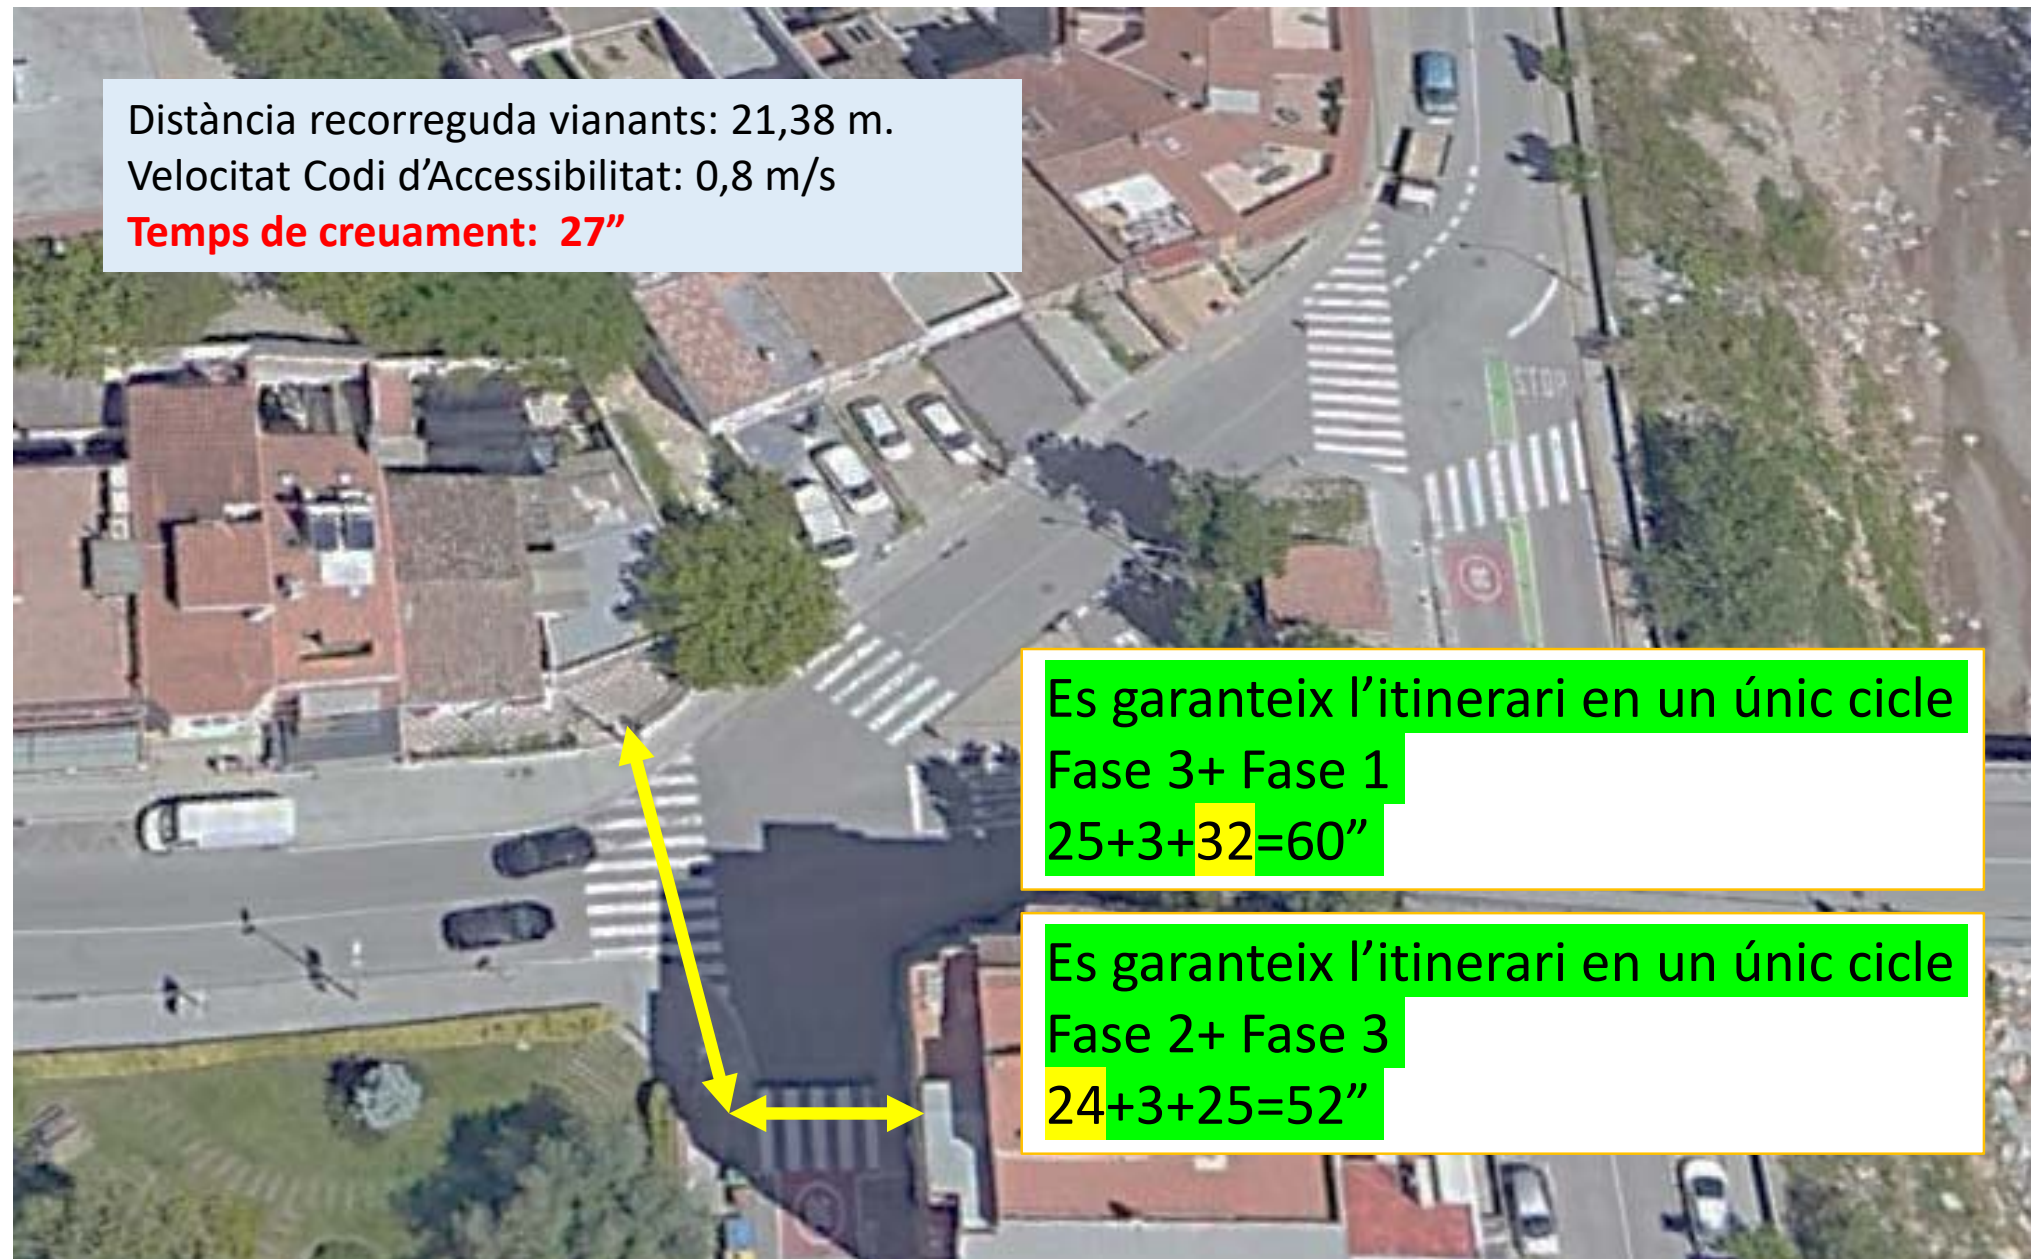 Distància recorreguda vianants: 21,38 m.
Velocitat Codi d’Accessibilitat: 0,8 m/s
Temps de creuament:  27”
STOP
Es garanteix l’itinerari en un únic cicle
Fase 3+ Fase 1
25+3+32=60”
Es garanteix l’itinerari en un únic cicle
Fase 2+ Fase 3
24+3+25=52”